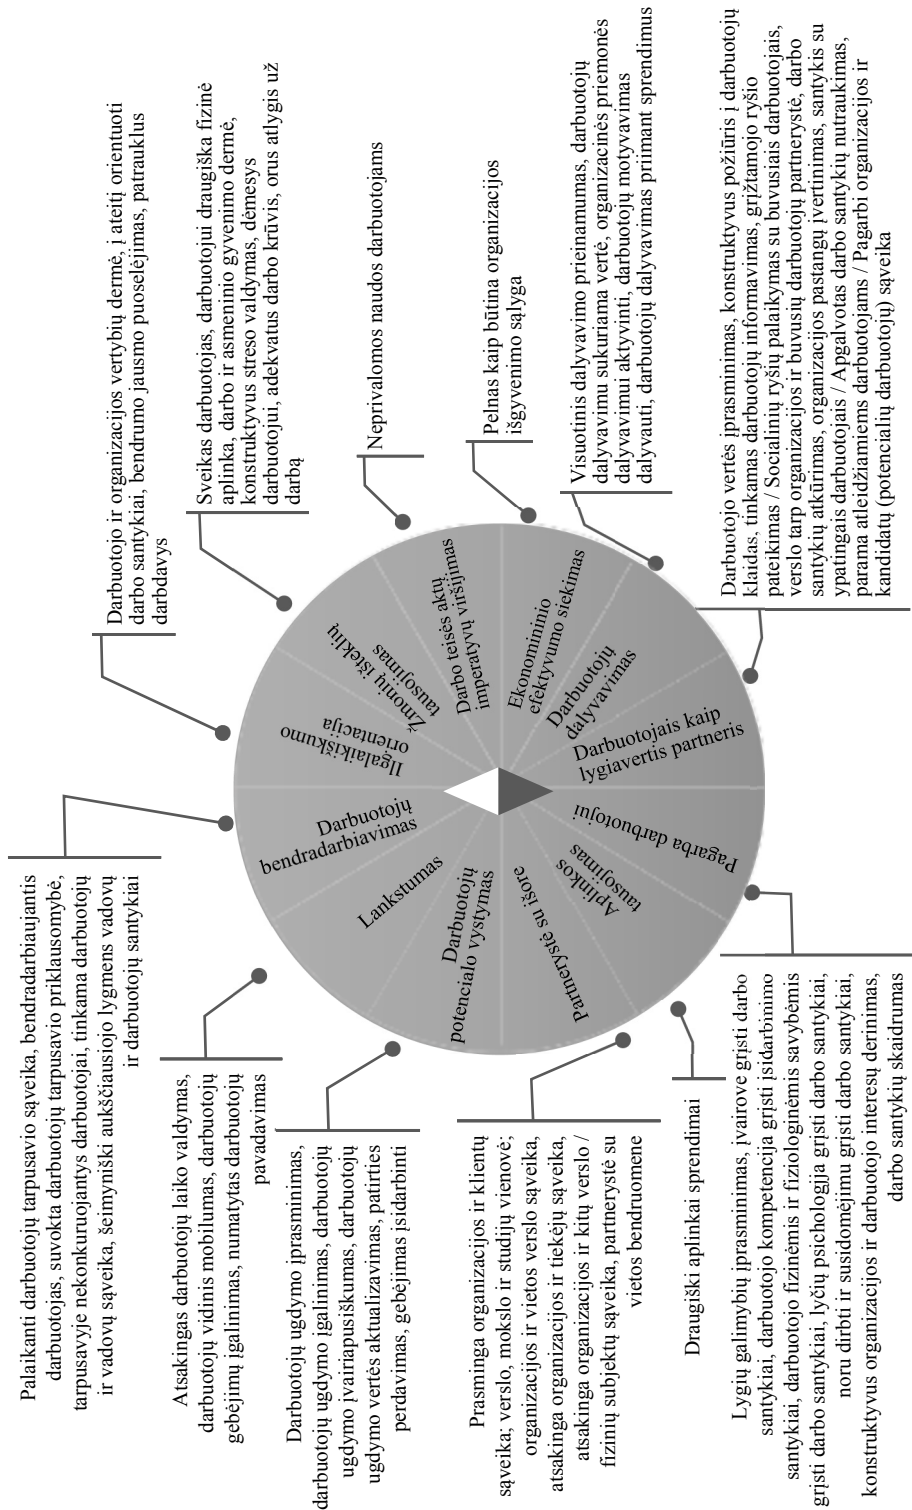 Palaikanti darbuotojų tarpusavio sąveika, bendradarbiaujantis
darbuotojas, suvokta darbuotojų tarpusavio priklausomybė,
tarpusavyje nekonkuruojantys darbuotojai, tinkama darbuotojų
ir vadovų sąveika, šeimyniški aukščiausiojo lygmens vadovų
ir darbuotojų santykiai
Atsakingas darbuotojų laiko valdymas,
darbuotojų vidinis mobilumas, darbuotojų
gebėjimų įgalinimas, numatytas darbuotojų
pavadavimas
Darbuotojų ugdymo įprasminimas,
darbuotojų ugdymo įgalinimas, darbuotojų
ugdymo įvairiapusiškumas, darbuotojų
ugdymo vertės aktualizavimas, patirties
perdavimas, gebėjimas įsidarbinti
Prasminga organizacijos ir klientų
sąveika; verslo, mokslo ir studijų vienovė;
organizacijos ir vietos verslo sąveika,
atsakinga organizacijos ir tiekėjų sąveika,
atsakinga organizacijos ir kitų verslo /
fizinių subjektų sąveika, partnerystė su
vietos bendruomene
Draugiški aplinkai sprendimai
Lygių galimybių įprasminimas, įvairove grįsti darbo
santykiai, darbuotojo kompetencija grįsti įsidarbinimo
santykiai, darbuotojo fizinėmis ir fiziologinėmis savybėmis
grįsti darbo santykiai, lyčių psichologija grįsti darbo santykiai,
noru dirbti ir susidomėjimu grįsti darbo santykiai,
konstruktyvus organizacijos ir darbuotojo interesų derinimas,
darbo santykių skaidrumas
Darbuotojų
bendradarbiavimas
Lankstumas
Darbuotojų
potencialo vystymas
Partnerystė su išore
Aplinkos
tausojimas
Pagarba darbuotojui
Ilgalaikiškumo
orientacija
Žmonių išteklių
tausojimas
Darbo teisės aktų
imperatyvų viršijimas
Ekonomininio
efektyvumo siekimas
Darbuotojų
dalyvavimas
Darbuotojais kaip
lygiavertis partneris
Darbuotojo ir organizacijos vertybių dermė, į ateitį orientuoti
darbo santykiai, bendrumo jausmo puoselėjimas, patrauklus
darbdavys
Sveikas darbuotojas, darbuotojui draugiška fizinė
aplinka, darbo ir asmeninio gyvenimo dermė,
konstruktyvus streso valdymas, dėmesys
darbuotojui, adekvatus darbo krūvis, orus atlygis už
darbą
Neprivalomos naudos darbuotojams
Pelnas kaip būtina organizacijos
išgyvenimo sąlyga
Visuotinis dalyvavimo prieinamumas, darbuotojų
dalyvavimu sukuriama vertė, organizacinės priemonės
dalyvavimui aktyvinti, darbuotojų motyvavimas
dalyvauti, darbuotojų dalyvavimas priimant sprendimus
Darbuotojo vertės įprasminimas, konstruktyvus požiūris į darbuotojų
klaidas, tinkamas darbuotojų informavimas, grįžtamojo ryšio
pateikimas / Socialinių ryšių palaikymas su buvusiais darbuotojais,
verslo tarp organizacijos ir buvusių darbuotojų partnerystė, darbo
santykių atkūrimas, organizacijos pastangų įvertinimas, santykis su
ypatingais darbuotojais / Apgalvotas darbo santykių nutraukimas,
parama atleidžiamiems darbuotojams / Pagarbi organizacijos ir
kandidatų (potencialių darbuotojų) sąveika